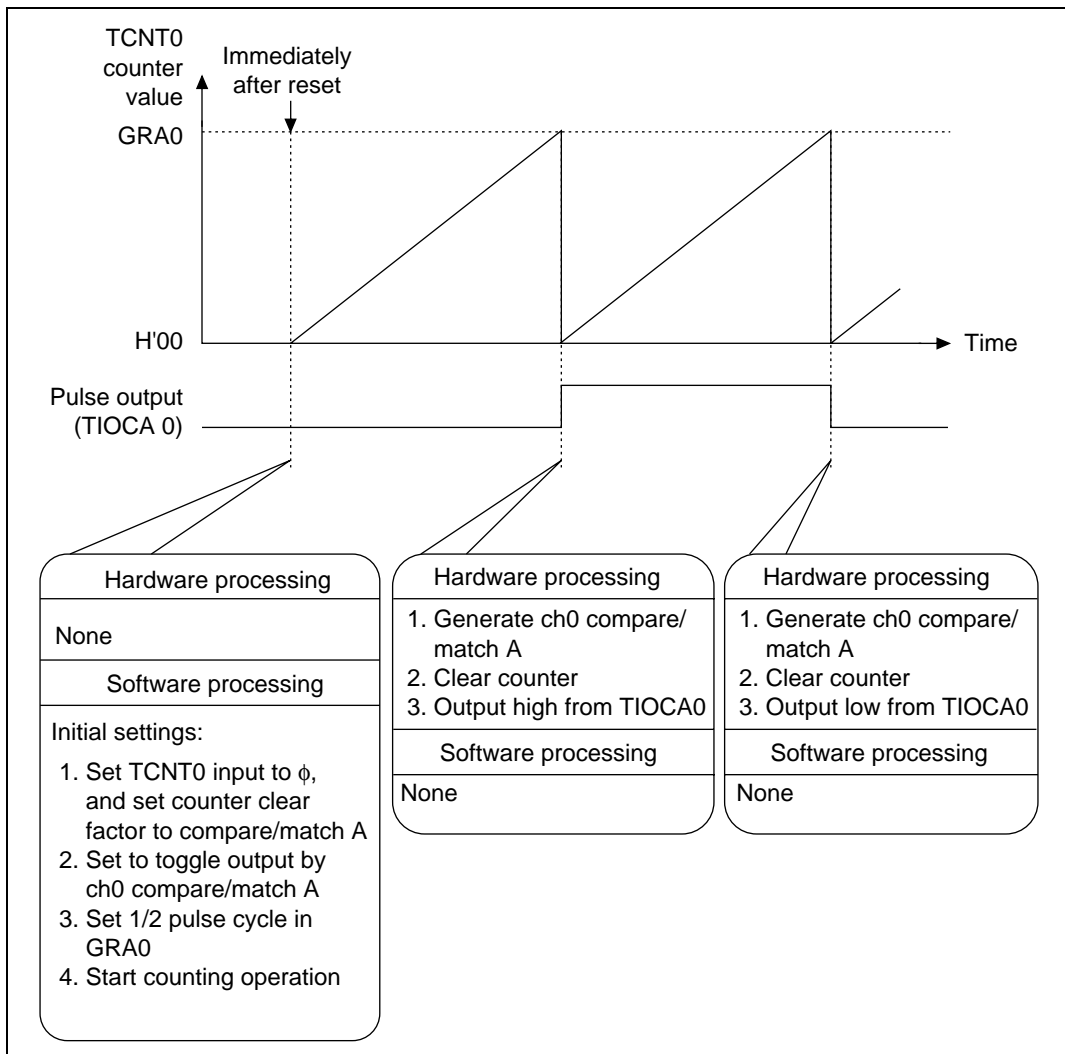 TCNT0
counter
value
Immediately
after reset
GRA0
H'00
Time
Pulse output
(TIOCA 0)
Hardware processing
None
Software processing
Initial settings:
1. Set TCNT0 input to ϕ,
and set counter clear
factor to compare/match A
2. Set to toggle output by
ch0 compare/match A
3. Set 1/2 pulse cycle in
GRA0
4. Start counting operation
Hardware processing
1. Generate ch0 compare/
match A
2. Clear counter
3. Output high from TIOCA0
Software processing
None
Hardware processing
1. Generate ch0 compare/
match A
2. Clear counter
3. Output low from TIOCA0
Software processing
None